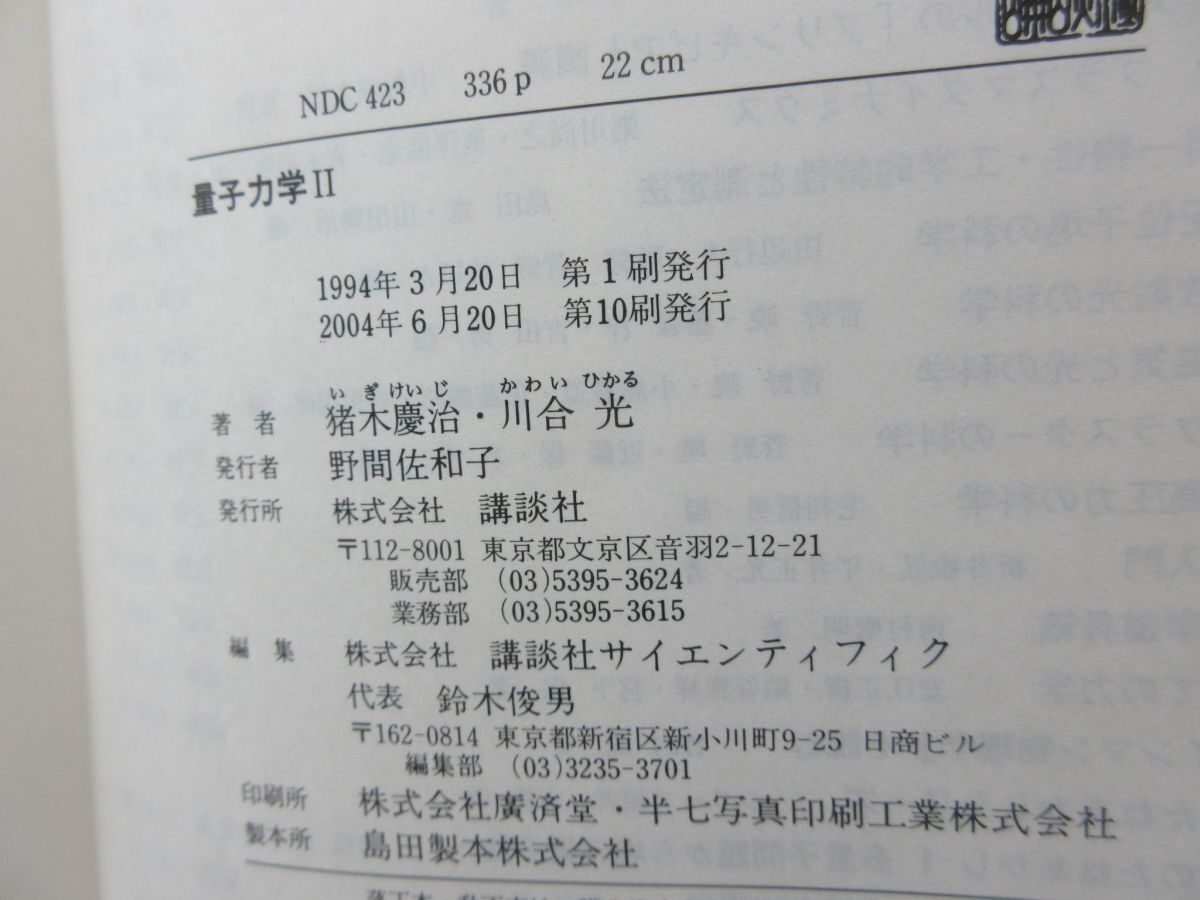 NDC 423 336 p 22 cm
量子力学II
1994年3月20日 第1刷発行
2004年6月20日 第10刷発行
いぎけいじ かわい ひかる
著者 猪木慶治・川合 光
発行者 野間佐和子
発行所 株式会社 講談社
〒112-8001 東京都文京区音羽2-12-21
販売部 (03)5395-3624
業務部 (03)5395-3615
編集 株式会社 講談社サイエンティフィク
代表 鈴木俊男
〒162-0814 東京都新宿区新小川町9-25 日商ビル
編集部 (03)3235-3701
印刷所 株式会社廣済堂・半七写真印刷工業株式会社
製本所 島田製本株式会社